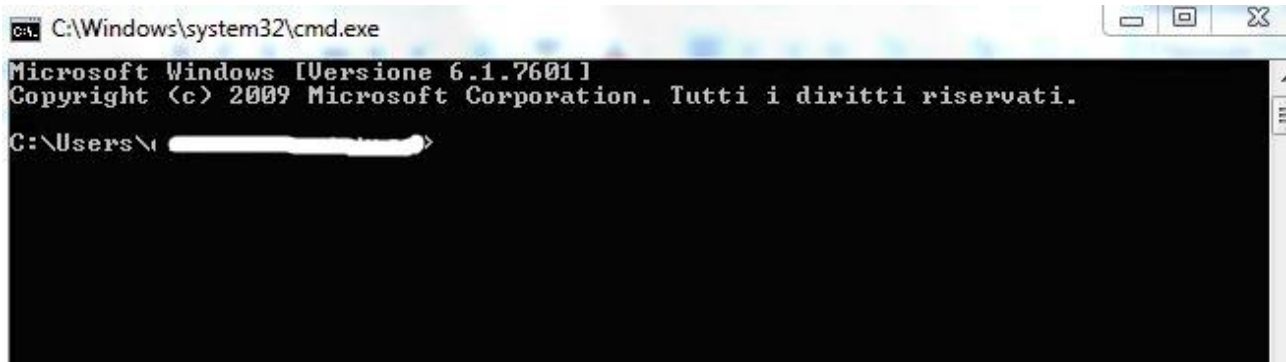 C:\Windows\system32\cmd.exe
Microsoft Windows [Versione 6.1.7601]
Copyright (c) 2009 Microsoft Corporation. Tutti i diritti riservati.
C:\Users\ >